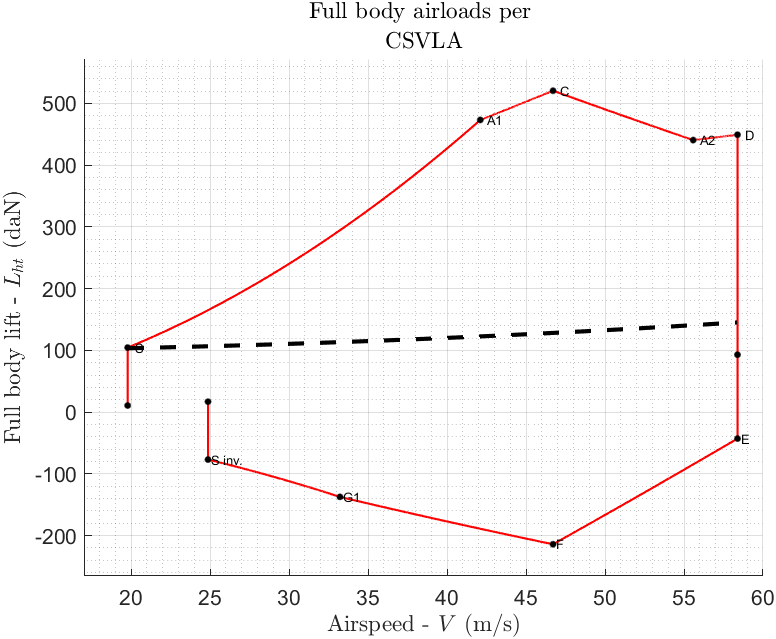 Full body airloads per
CSVLA
Full body lift - L_ht (daN)
500
400
300
200
100
0
-100
-200
C
A1
A2
D
S
E
S inv.
G1
F
20 25 30 35 40 45 50 55 60
Airspeed - V (m/s)